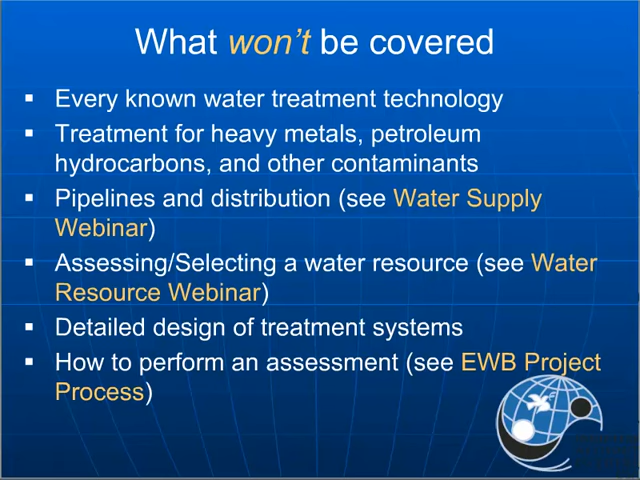 What won't be covered
▪ Every known water treatment technology
▪ Treatment for heavy metals, petroleum
hydrocarbons, and other contaminants
▪ Pipelines and distribution (see Water Supply
Webinar)
▪ Assessing/Selecting a water resource (see Water
Resource Webinar)
▪ Detailed design of treatment systems
▪ How to perform an assessment (see EWB Project
Process)